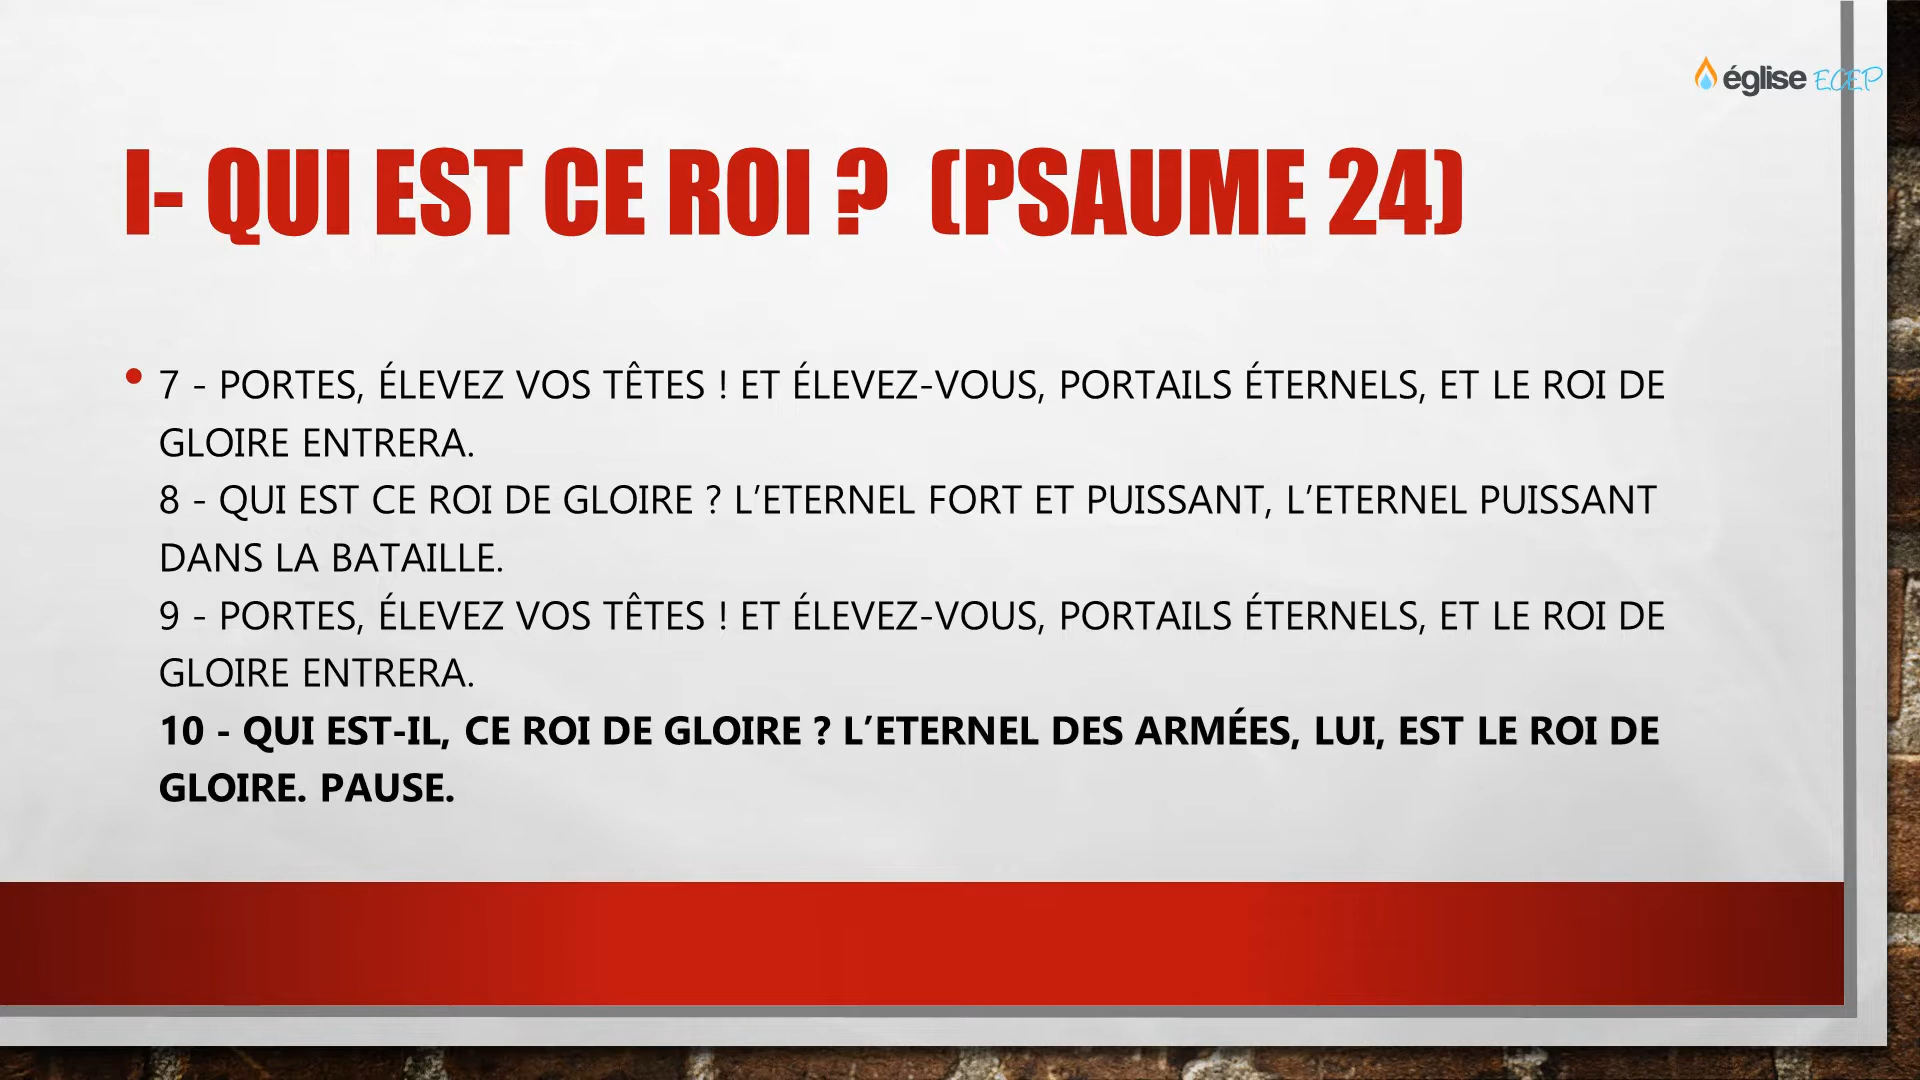 église ECEP
I- QUI EST CE ROI ? (PSAUME 24)
• 7 - PORTES, ÉLEVEZ VOS TÊTES ! ET ÉLEVEZ-VOUS, PORTAILS ÉTERNELS, ET LE ROI DE
GLOIRE ENTRERA.
8 - QUI EST CE ROI DE GLOIRE ? L’ETERNEL FORT ET PUISSANT, L’ETERNEL PUISSANT
DANS LA BATAILLE.
9 - PORTES, ÉLEVEZ VOS TÊTES ! ET ÉLEVEZ-VOUS, PORTAILS ÉTERNELS, ET LE ROI DE
GLOIRE ENTRERA.
10 - QUI EST-IL, CE ROI DE GLOIRE ? L’ETERNEL DES ARMÉES, LUI, EST LE ROI DE
GLOIRE. PAUSE.